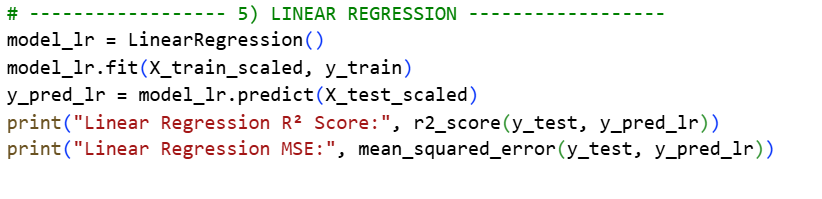 # ------------------ 5) LINEAR REGRESSION ------------------
model_lr = LinearRegression()
model_lr.fit(X_train_scaled, y_train)
y_pred_lr = model_lr.predict(X_test_scaled)
print("Linear Regression R² Score:", r2_score(y_test, y_pred_lr))
print("Linear Regression MSE:", mean_squared_error(y_test, y_pred_lr))